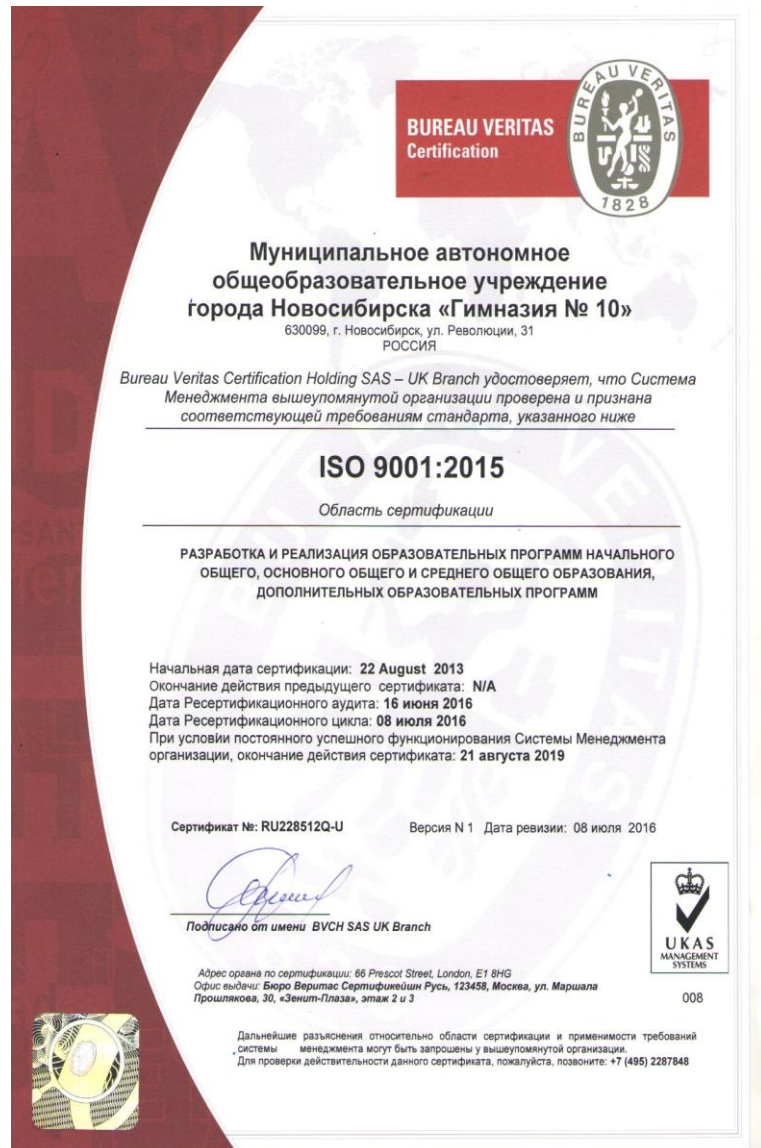 BUREAU VERITAS
Certification
BUREAU VERITAS
1828
Муниципальное автономное
общеобразовательное учреждение
города Новосибирска «Гимназия № 10»
630099, г. Новосибирск, ул. Революции, 31
РОССИЯ
Bureau Veritas Certification Holding SAS – UK Branch удостоверяет, что Система
Менеджмента вышеупомянутой организации проверена и признана
соответствующей требованиям стандарта, указанного ниже
ISO 9001:2015
Область сертификации
РАЗРАБОТКА И РЕАЛИЗАЦИЯ ОБРАЗОВАТЕЛЬНЫХ ПРОГРАММ НАЧАЛЬНОГО
ОБЩЕГО, ОСНОВНОГО ОБЩЕГО И СРЕДНЕГО ОБЩЕГО ОБРАЗОВАНИЯ,
ДОПОЛНИТЕЛЬНЫХ ОБРАЗОВАТЕЛЬНЫХ ПРОГРАММ
Начальная дата сертификации: 22 August 2013
Окончание действия предыдущего сертификата: N/A
Дата Ресертификационного аудита: 16 июня 2016
Дата Ресертификационного цикла: 08 июля 2016
При условии постоянного успешного функционирования Системы Менеджмента
организации, окончание действия сертификата: 21 августа 2019
Сертификат №: RU228512Q-U Версия N 1 Дата ревизии: 08 июля 2016
Подписано от имени BVCH SAS UK Branch
UKAS
MANAGEMENT
SYSTEMS
008
Адрес органа по сертификации: 66 Prescot Street, London, E1 8HG
Офис выдачи: Бюро Веритас Сертификейшн Русь, 123458, Москва, ул. Маршала
Прошлякова, 30, «Зенит-Плаза», этаж 2 и 3
Дальнейшие разъяснения относительно области сертификации и применимости требований
системы менеджмента могут быть запрошены у вышеупомянутой организации.
Для проверки действительности данного сертификата, пожалуйста, позвоните: +7 (495) 2287848